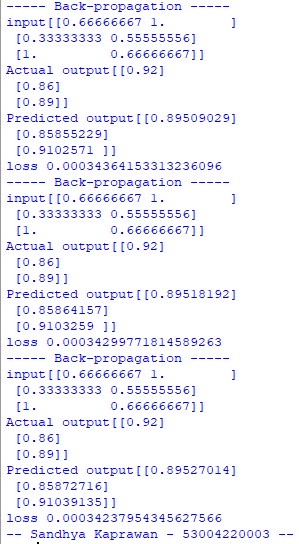 ----- Back-propagation -----
input[[0.66666667 1.        ]
 [0.33333333 0.55555556]
 [1.         0.66666667]]
Actual output[[0.92]
 [0.86]
 [0.89]]
Predicted output[[0.89509029]
 [0.85855229]
 [0.9102571 ]]
loss 0.00034364153313236096
----- Back-propagation -----
input[[0.66666667 1.        ]
 [0.33333333 0.55555556]
 [1.         0.66666667]]
Actual output[[0.92]
 [0.86]
 [0.89]]
Predicted output[[0.89518192]
 [0.85864157]
 [0.9103259 ]]
loss 0.00034299771814589263
----- Back-propagation -----
input[[0.66666667 1.        ]
 [0.33333333 0.55555556]
 [1.         0.66666667]]
Actual output[[0.92]
 [0.86]
 [0.89]]
Predicted output[[0.89527014]
 [0.85872716]
 [0.91039135]]
loss 0.00034237954345627566
-- Sandhya Kaprawan - 53004220003 --